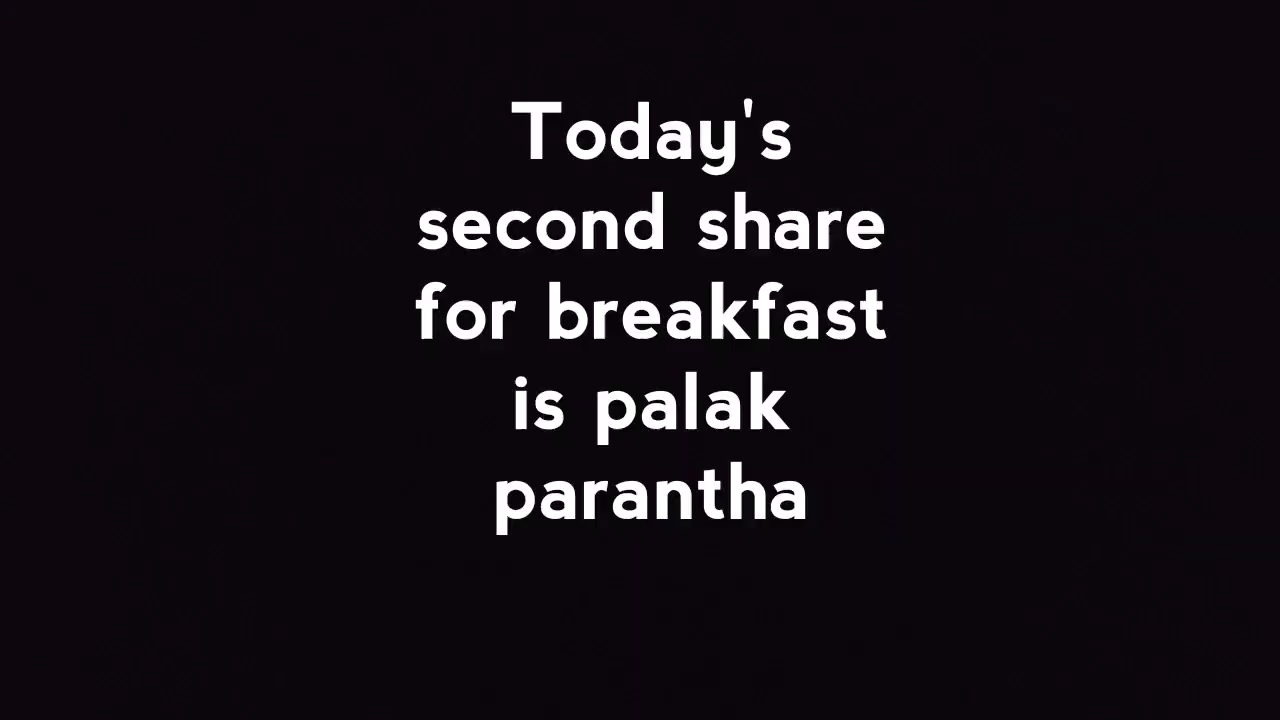 Today's
second share
for breakfast
is palak
parantha